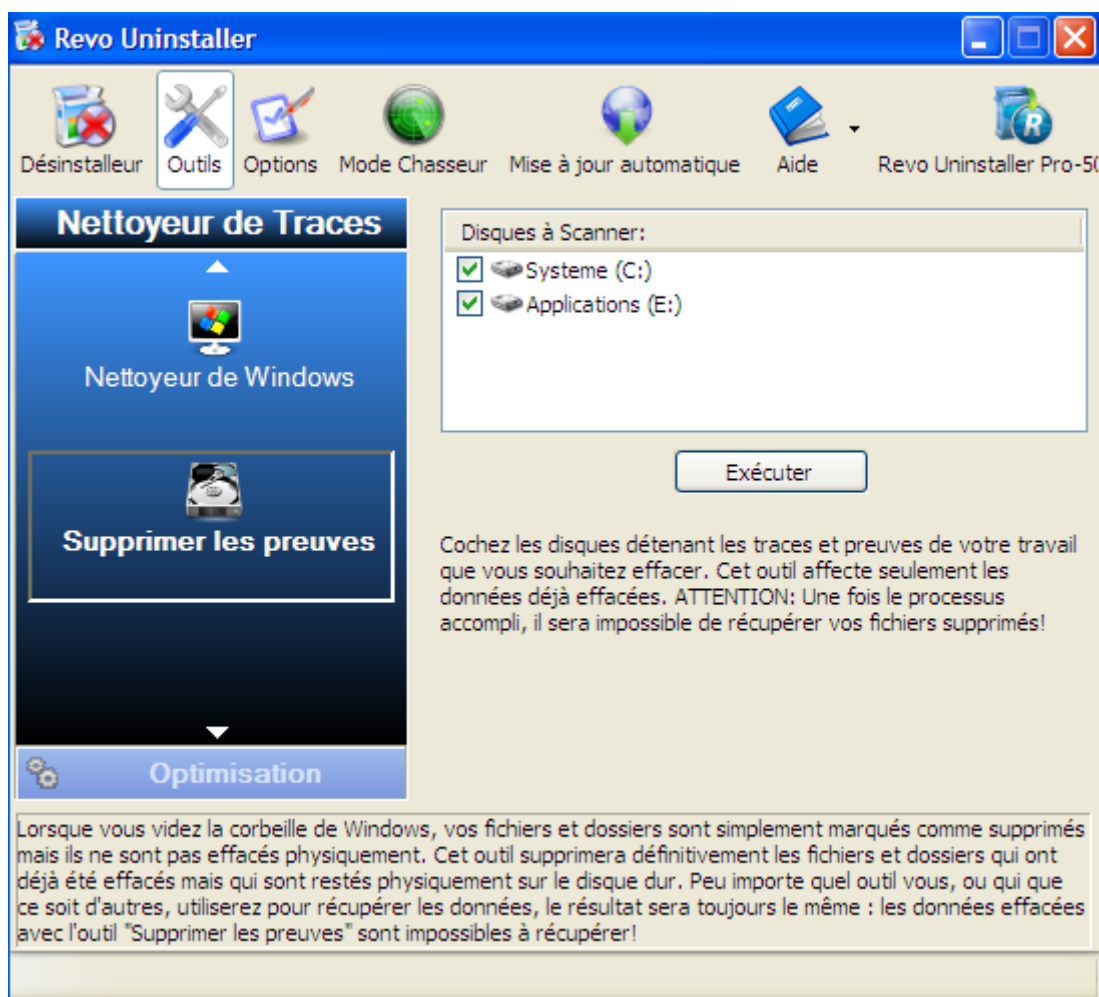 Revo Uninstaller
Désinstalleur
Outils
Options
Mode Chasseur
Mise à jour automatique
Aide
Revo Uninstaller Pro-50
Nettoyeur de Traces
Nettoyeur de Windows
Supprimer les preuves
Optimisation
Disques à Scanner:
Systeme (C:)
Applications (E:)
Exécuter
Cochez les disques détenant les traces et preuves de votre travail
que vous souhaitez effacer. Cet outil affecte seulement les
données déjà effacées. ATTENTION: Une fois le processus
accompli, il sera impossible de récupérer vos fichiers supprimés!
Lorsque vous videz la corbeille de Windows, vos fichiers et dossiers sont simplement marqués comme supprimés
mais ils ne sont pas effacés physiquement. Cet outil supprimera définitivement les fichiers et dossiers qui ont
déjà été effacés mais qui sont restés physiquement sur le disque dur. Peu importe quel outil vous, ou qui que
ce soit d'autres, utiliserez pour récupérer les données, le résultat sera toujours le même : les données effacées
avec l'outil "Supprimer les preuves" sont impossibles à récupérer!